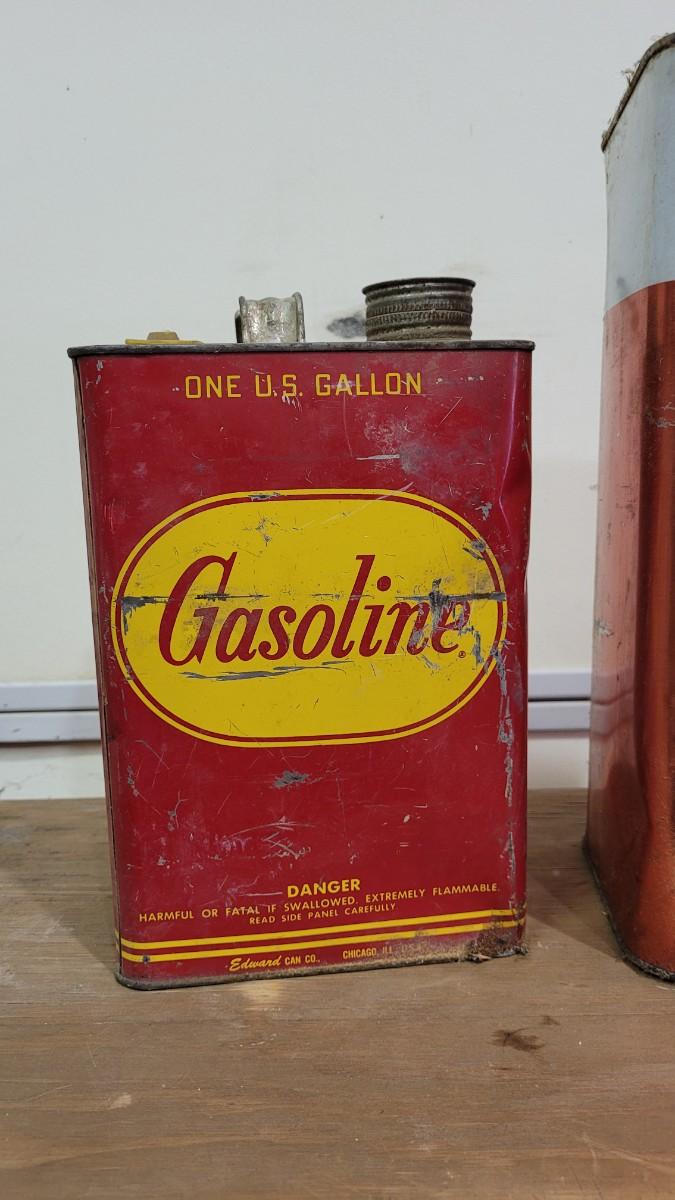 ONE U.S. GALLON
Gasoline®
DANGER
HARMFUL OR FATAL IF SWALLOWED. EXTREMELY FLAMMABLE.
READ SIDE PANEL CAREFULLY
Edward CAN CO., CHICAGO, ILL. U.S.A.